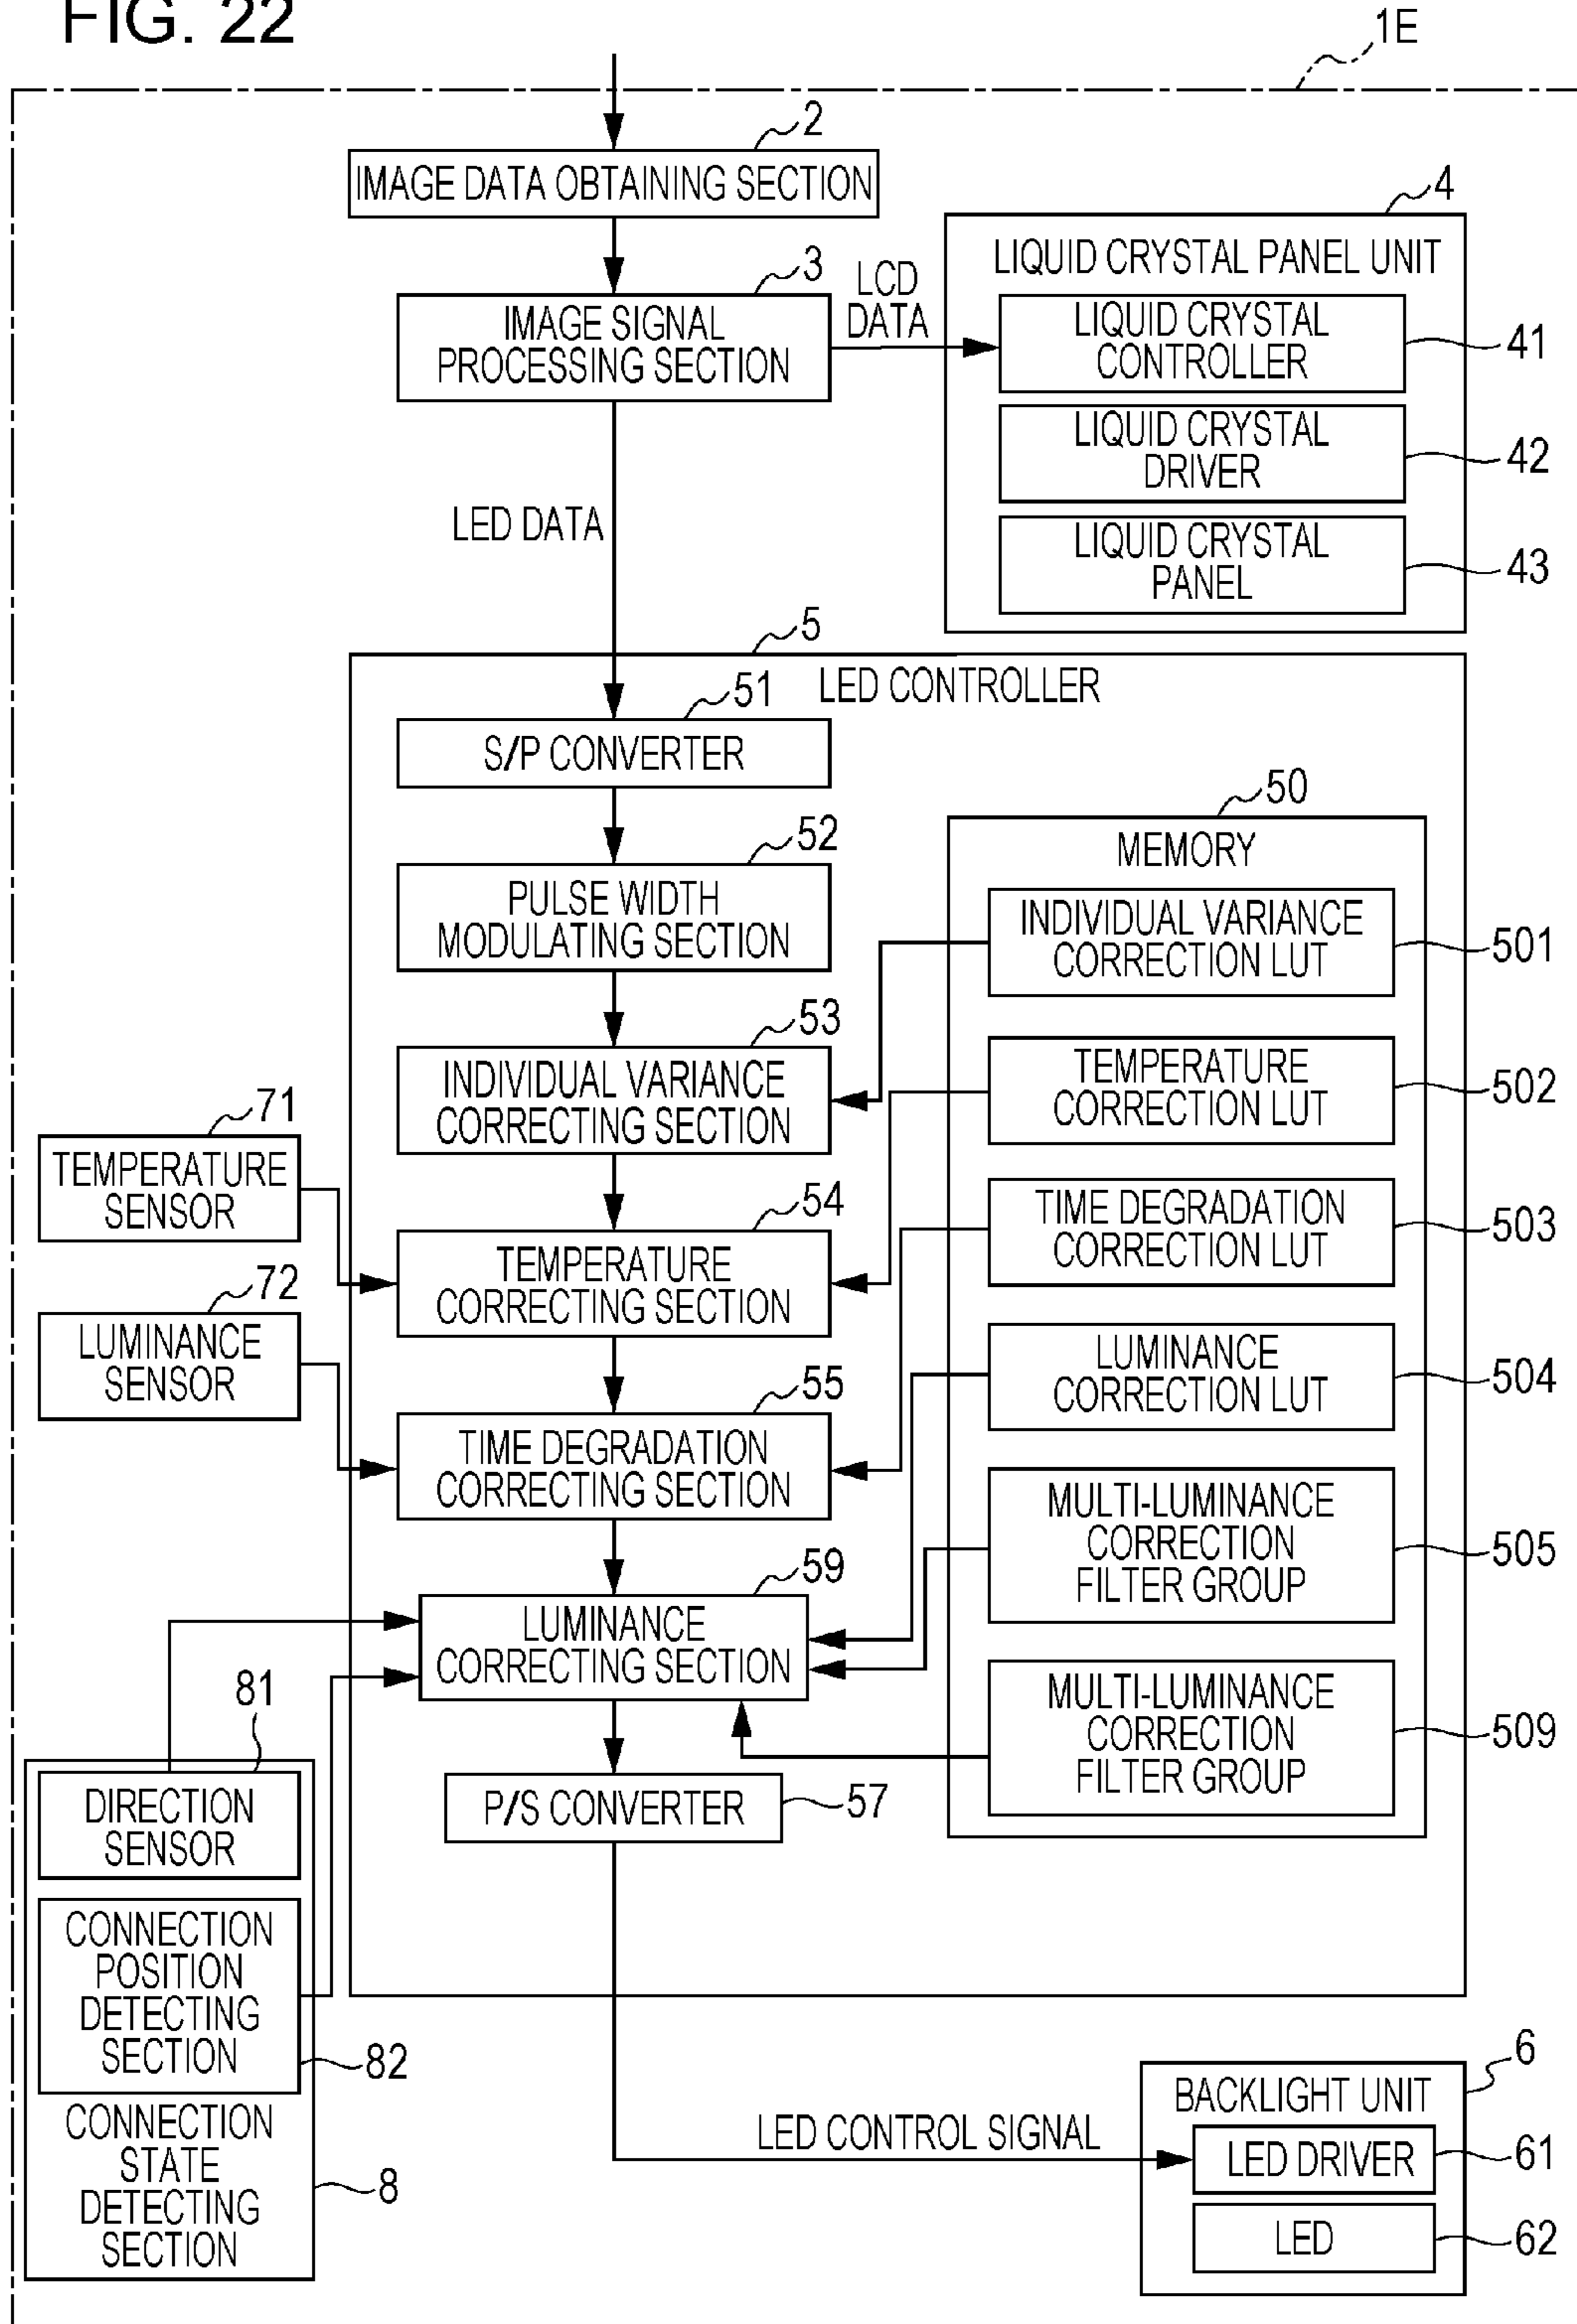 FIG. 22
1E
2
IMAGE DATA OBTAINING SECTION
3
IMAGE SIGNAL
PROCESSING SECTION
LCD
DATA
4
LIQUID CRYSTAL PANEL UNIT
LIQUID CRYSTAL
CONTROLLER
41
LIQUID CRYSTAL
DRIVER
42
LIQUID CRYSTAL
PANEL
43
LED DATA
5
LED CONTROLLER
51
S/P CONVERTER
52
PULSE WIDTH
MODULATING SECTION
53
INDIVIDUAL VARIANCE
CORRECTING SECTION
54
TEMPERATURE
CORRECTING SECTION
55
TIME DEGRADATION
CORRECTING SECTION
59
LUMINANCE
CORRECTING SECTION
P/S CONVERTER
57
50
MEMORY
INDIVIDUAL VARIANCE
CORRECTION LUT
501
TEMPERATURE
CORRECTION LUT
502
TIME DEGRADATION
CORRECTION LUT
503
LUMINANCE
CORRECTION LUT
504
MULTI-LUMINANCE
CORRECTION
FILTER GROUP
505
MULTI-LUMINANCE
CORRECTION
FILTER GROUP
509
71
TEMPERATURE
SENSOR
72
LUMINANCE
SENSOR
81
DIRECTION
SENSOR
CONNECTION
POSITION
DETECTING
SECTION
82
CONNECTION
STATE
DETECTING
SECTION
8
LED CONTROL SIGNAL
6
BACKLIGHT UNIT
LED DRIVER
61
LED
62